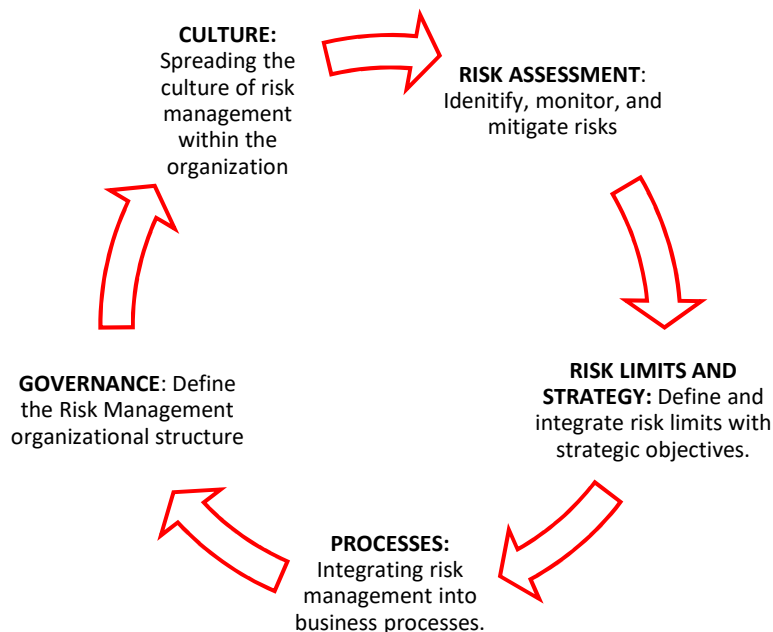 CULTURE:
Spreading the
culture of risk
management
within the
organization
RISK ASSESSMENT:
Idenitify, monitor, and
mitigate risks
RISK LIMITS AND
STRATEGY: Define and
integrate risk limits with
strategic objectives.
PROCESSES:
Integrating risk
management into
business processes.
GOVERNANCE: Define
the Risk Management
organizational structure